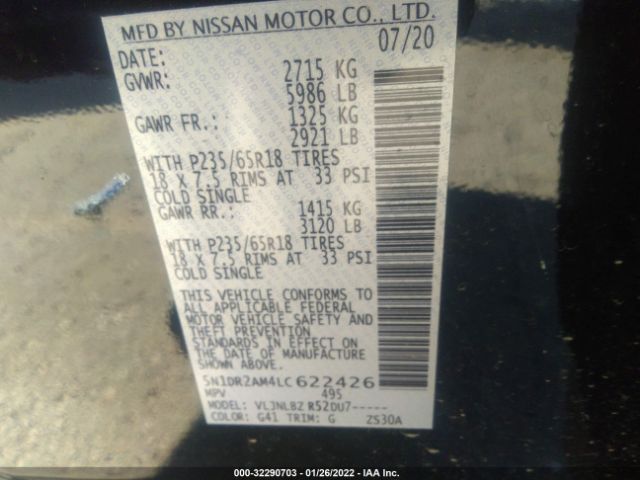 MFD BY NISSAN MOTOR CO., LTD.
DATE: 07/20
GVWR: 2715 KG
5986 LB
GAWR FR.: 1325 KG
2921 LB
WITH P235/65R18 TIRES
18 X 7.5 RIMS AT 33 PSI
COLD SINGLE
GAWR RR.: 1415 KG
3120 LB
WITH P235/65R18 TIRES
18 X 7.5 RIMS AT 33 PSI
COLD SINGLE
THIS VEHICLE CONFORMS TO
ALL APPLICABLE FEDERAL
MOTOR VEHICLE SAFETY AND
THEFT PREVENTION
STANDARDS IN EFFECT ON
THE DATE OF MANUFACTURE
SHOWN ABOVE.
5N1DR2AM4LC622426
MPV 495
MODEL: VLJNLBZ R52DU7-----
COLOR: G41 TRIM: G ZS30A
000-32290703 - 01/26/2022 - IAA Inc.